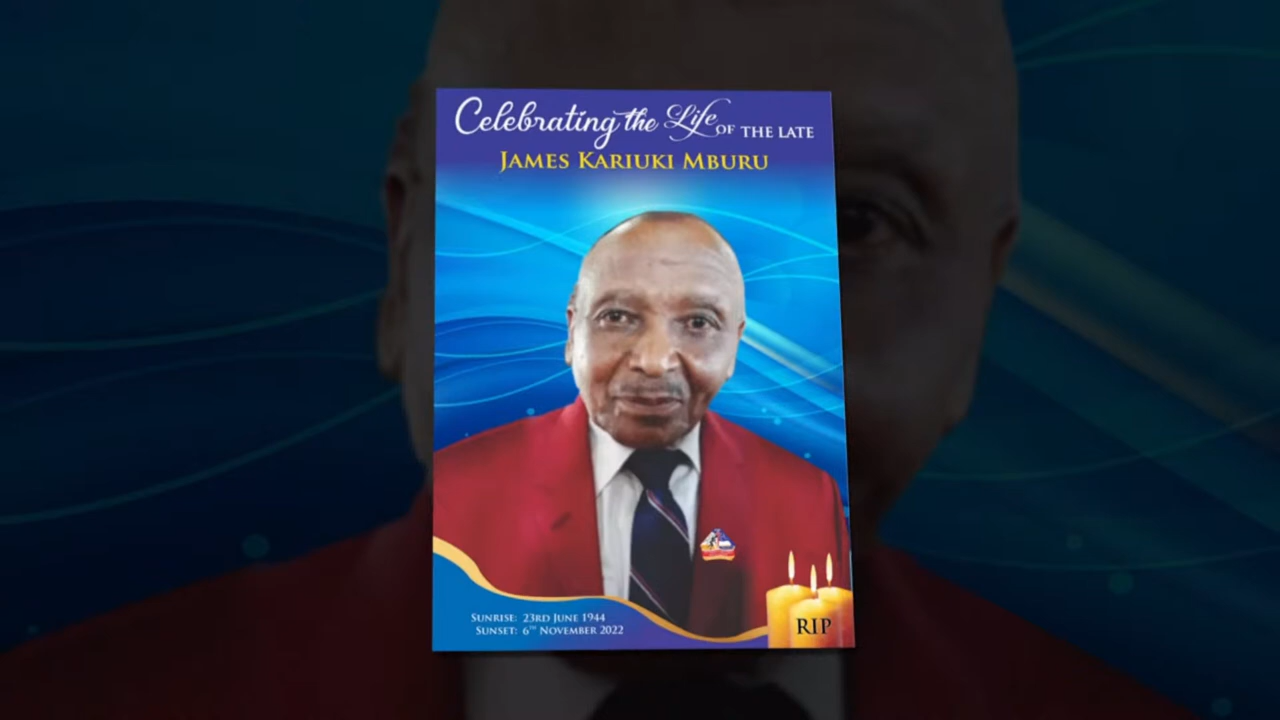 Celebrating the Life OF THE LATE
JAMES KARIUKI MBURU
SUNRISE: 23RD JUNE 1944
SUNSET: 6TH NOVEMBER 2022
RIP